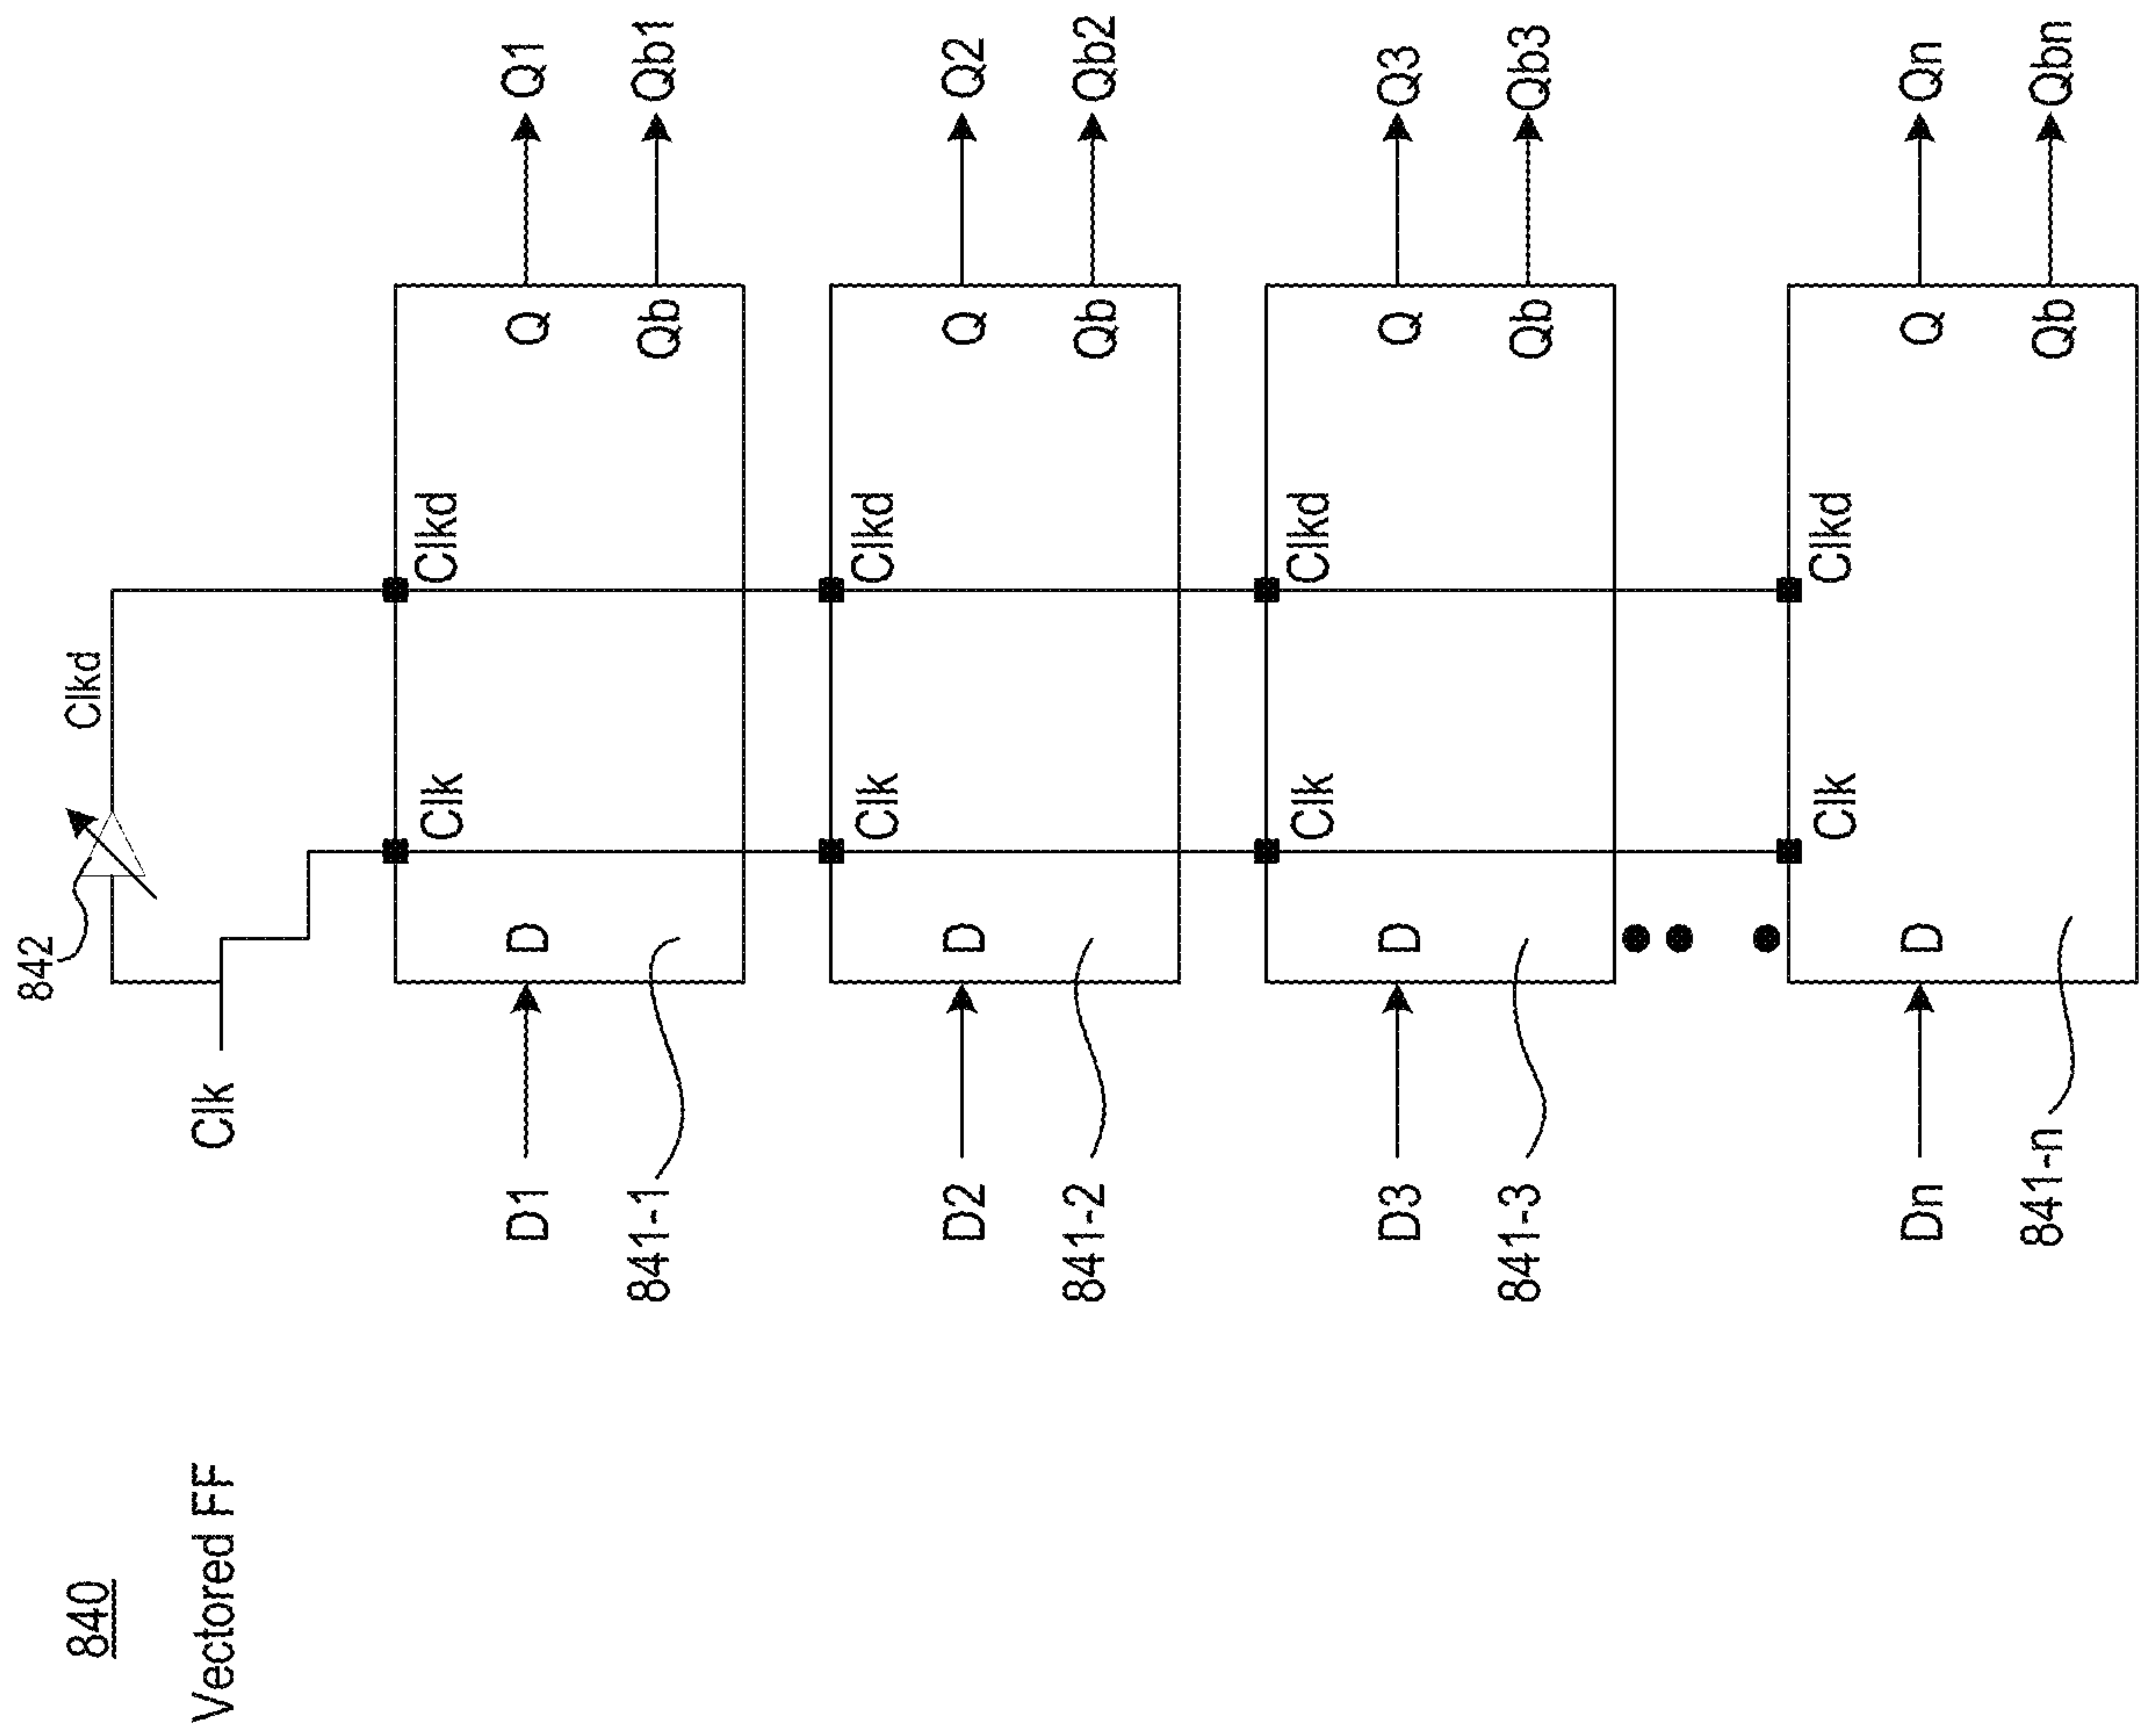 840
Vectored FF
842
Clkd
Clk
D1
D
Clk
Clkd
Q
Q1
Qb
Qb1
841-1
D2
D
Clk
Clkd
Q
Q2
Qb
Qb2
841-2
D3
D
Clk
Clkd
Q
Q3
Qb
Qb3
841-3
Dn
D
Clk
Clkd
Q
Qn
Qb
Qbn
841-n